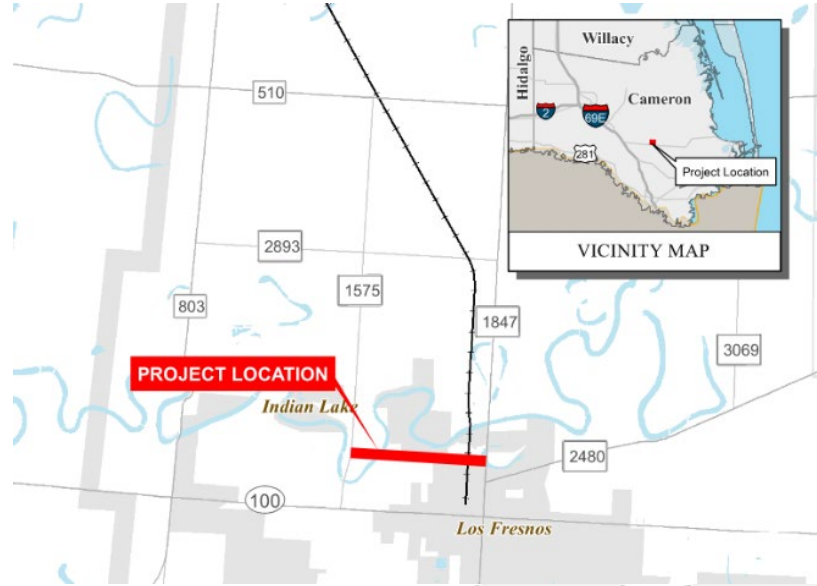 Willacy
Hidalgo
Cameron
2
69E
281
Project Location
VICINITY MAP
510
2893
1575
803
1847
3069
PROJECT LOCATION
Indian Lake
2480
100
Los Fresnos